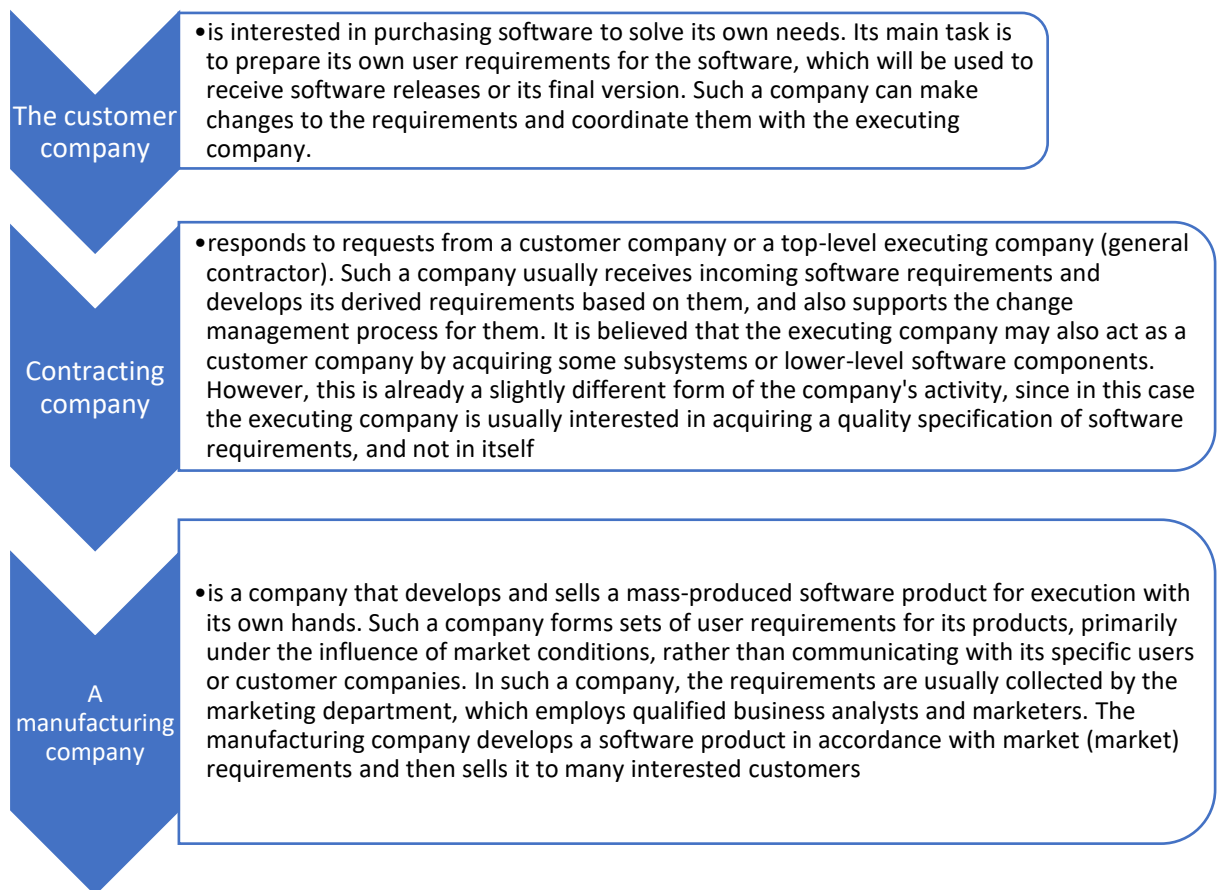 The customer
company
•is interested in purchasing software to solve its own needs. Its main task is
to prepare its own user requirements for the software, which will be used to
receive software releases or its final version. Such a company can make
changes to the requirements and coordinate them with the executing
company.
Contracting
company
•responds to requests from a customer company or a top-level executing company (general
contractor). Such a company usually receives incoming software requirements and
develops its derived requirements based on them, and also supports the change
management process for them. It is believed that the executing company may also act as a
customer company by acquiring some subsystems or lower-level software components.
However, this is already a slightly different form of the company's activity, since in this case
the executing company is usually interested in acquiring a quality specification of software
requirements, and not in itself
A
manufacturing
company
•is a company that develops and sells a mass-produced software product for execution with
its own hands. Such a company forms sets of user requirements for its products, primarily
under the influence of market conditions, rather than communicating with its specific users
or customer companies. In such a company, the requirements are usually collected by the
marketing department, which employs qualified business analysts and marketers. The
manufacturing company develops a software product in accordance with market (market)
requirements and then sells it to many interested customers